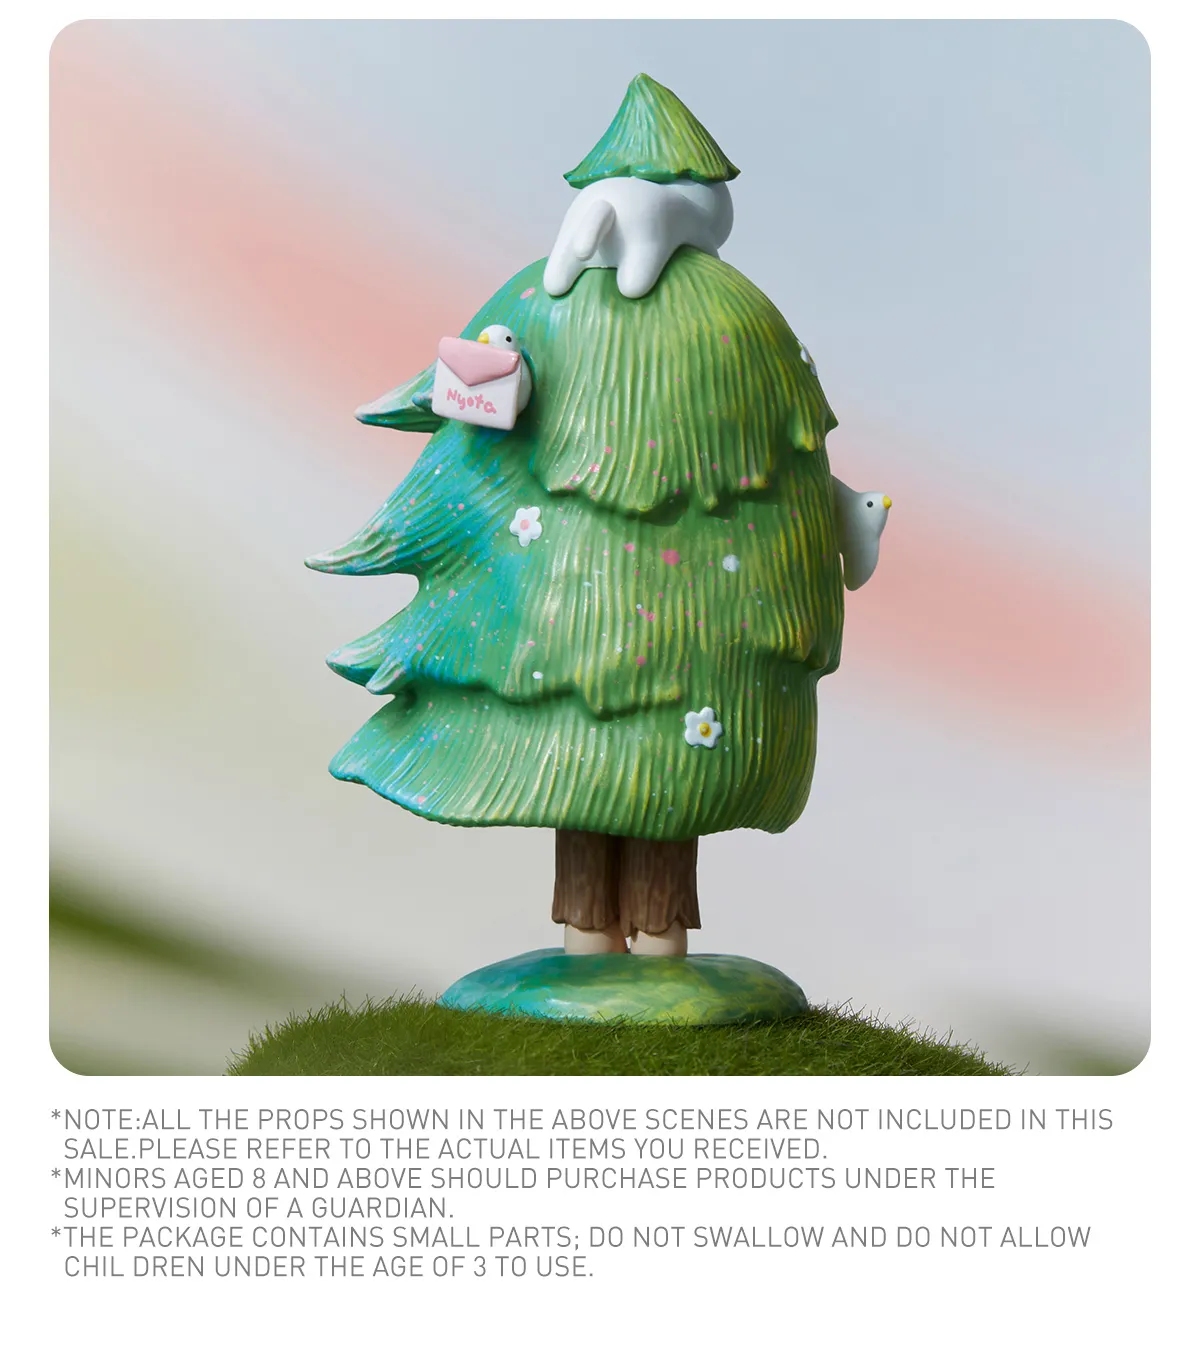 Nyota
*NOTE:ALL THE PROPS SHOWN IN THE ABOVE SCENES ARE NOT INCLUDED IN THIS
SALE.PLEASE REFER TO THE ACTUAL ITEMS YOU RECEIVED.
*MINORS AGED 8 AND ABOVE SHOULD PURCHASE PRODUCTS UNDER THE
SUPERVISION OF A GUARDIAN.
*THE PACKAGE CONTAINS SMALL PARTS; DO NOT SWALLOW AND DO NOT ALLOW
CHIL DREN UNDER THE AGE OF 3 TO USE.